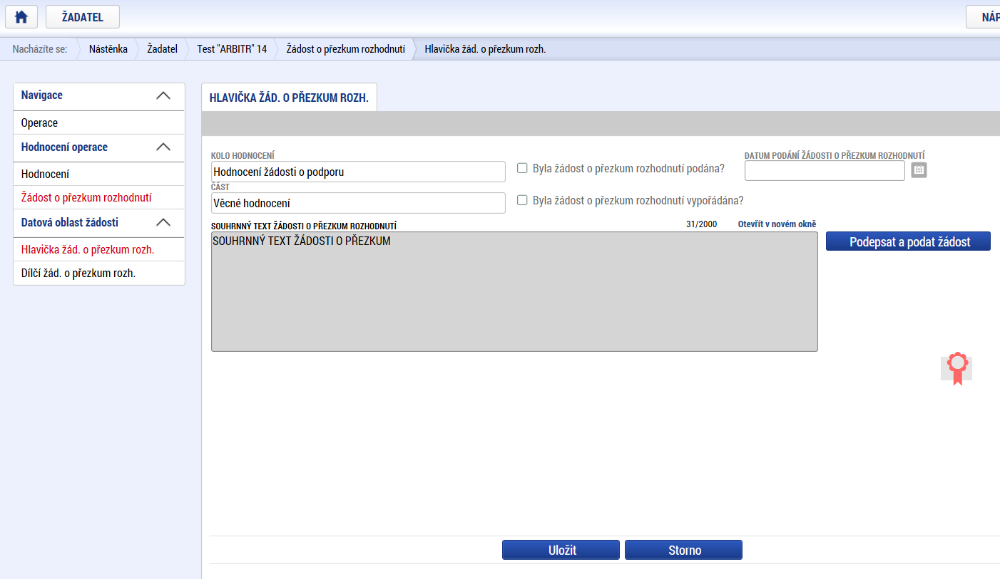 ŽADATEL
NÁP
Nacházíte se: Nástěnka Žadatel Test "ARBITR" 14 Žádost o přezkum rozhodnutí Hlavička žád. o přezkum rozh.
Navigace
Operace
Hodnocení operace
Hodnocení
Žádost o přezkum rozhodnutí
Datová oblast žádosti
Hlavička žád. o přezkum rozh.
Dílčí žád. o přezkum rozh.
HLAVIČKA ŽÁD. O PŘEZKUM ROZH.
KOLO HODNOCENÍ
Hodnocení žádosti o podporu
Byla žádost o přezkum rozhodnutí podána?
DATUM PODÁNÍ ŽÁDOSTI O PŘEZKUM ROZHODNUTÍ
ČÁST
Věcné hodnocení
Byla žádost o přezkum rozhodnutí vypořádána?
SOUHRNNÝ TEXT ŽÁDOSTI O PŘEZKUM ROZHODNUTÍ 31/2000 Otevřít v novém okně
SOUHRNNÝ TEXT ŽÁDOSTI O PŘEZKUM
Podepsat a podat žádost
Uložit Storno